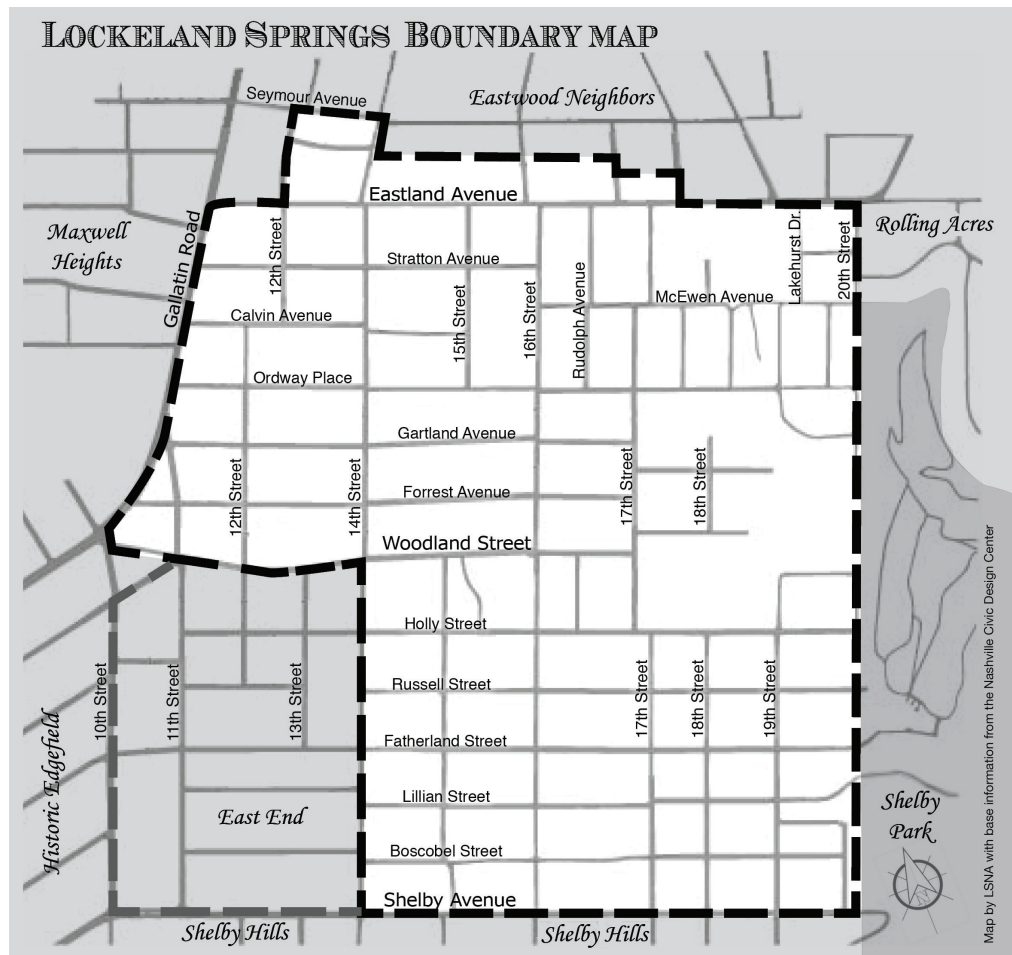 LOCKELAND SPRINGS BOUNDARY MAP
Seymour Avenue
Eastwood Neighbors
Eastland Avenue
Maxwell
Heights
Gallatin Road
12th Street
Stratton Avenue
Lakehurst Dr.
20th Street
Rolling Acres
Calvin Avenue
15th Street
16th Street
Rudolph Avenue
McEwen Avenue
Ordway Place
Gartland Avenue
12th Street
14th Street
Forrest Avenue
17th Street
18th Street
Woodland Street
Holly Street
10th Street
11th Street
13th Street
Russell Street
17th Street
18th Street
19th Street
Fatherland Street
Historic Edgefield
East End
Lillian Street
Shelby
Park
Boscobel Street
Shelby Avenue
Shelby Hills
Shelby Hills
N
Map by LSNA with base information from the Nashville Civic Design Center